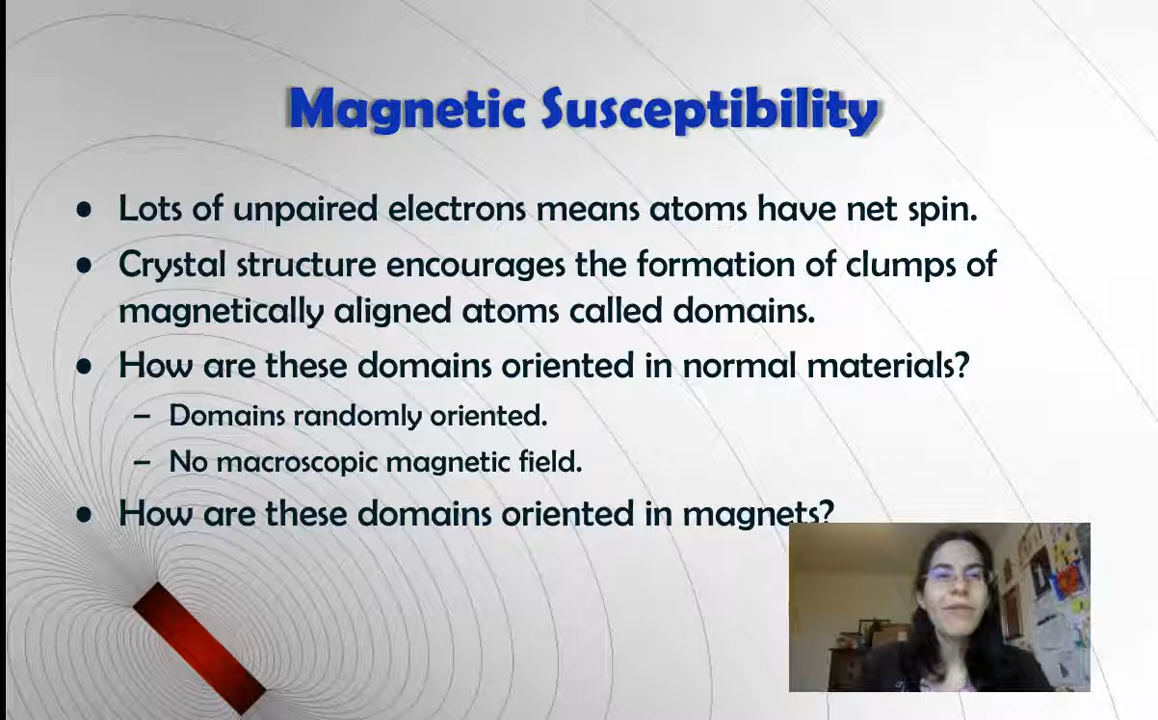 Magnetic Susceptibility
• Lots of unpaired electrons means atoms have net spin.
• Crystal structure encourages the formation of clumps of
magnetically aligned atoms called domains.
• How are these domains oriented in normal materials?
– Domains randomly oriented.
– No macroscopic magnetic field.
• How are these domains oriented in magnets?